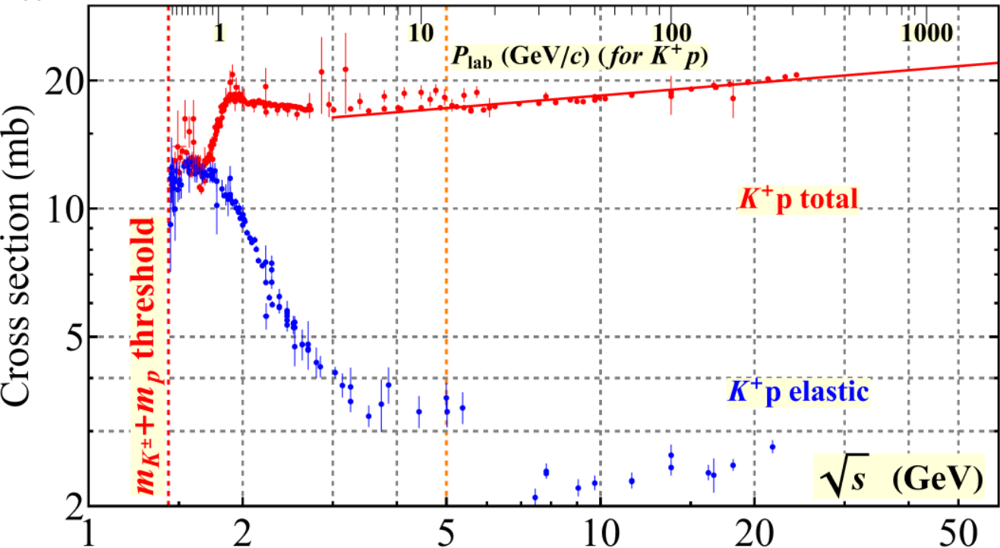 1 10 100 1000
P_lab (GeV/c) (for K⁺p)
20
10
5
2
Cross section (mb)
m_K± + m_p threshold
K⁺p total
K⁺p elastic
√s (GeV)
1 2 5 10 20 50